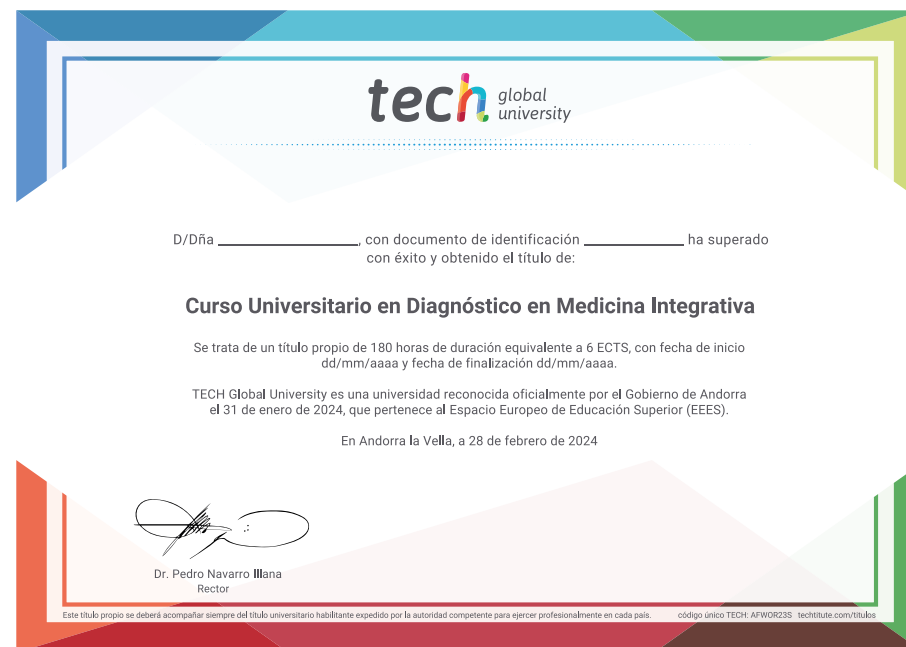 tech global university
D/Dña ____________________, con documento de identificación ______________ ha superado
con éxito y obtenido el título de:
Curso Universitario en Diagnóstico en Medicina Integrativa
Se trata de un título propio de 180 horas de duración equivalente a 6 ECTS, con fecha de inicio
dd/mm/aaaa y fecha de finalización dd/mm/aaaa.
TECH Global University es una universidad reconocida oficialmente por el Gobierno de Andorra
el 31 de enero de 2024, que pertenece al Espacio Europeo de Educación Superior (EEES).
En Andorra la Vella, a 28 de febrero de 2024
Dr. Pedro Navarro Illana
Rector
Este título propio se deberá acompañar siempre del título universitario habilitante expedido por la autoridad competente para ejercer profesionalmente en cada país. código único TECH: AFWOR23S techtitute.com/titulos